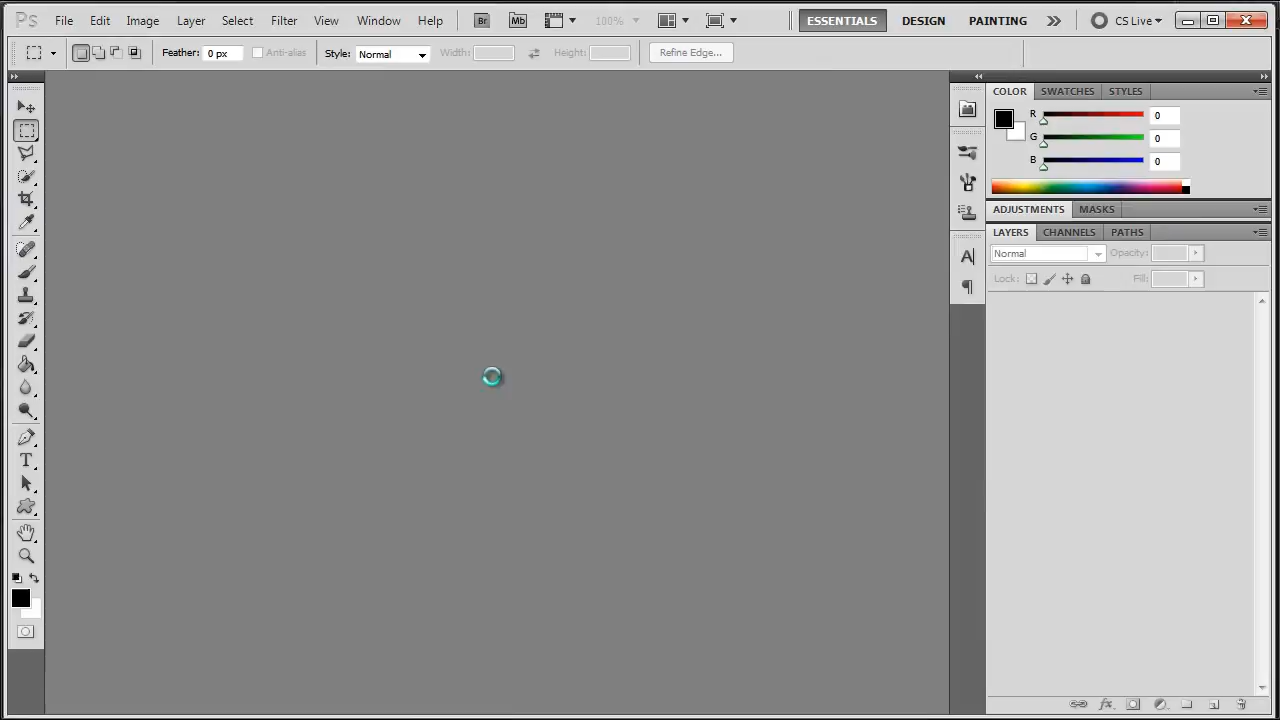 Ps File Edit Image Layer Select Filter View Window Help Br Mb 100% ESSENTIALS DESIGN PAINTING CS Live
Feather: 0 px Anti-alias Style: Normal Width: Height: Refine Edge...
COLOR SWATCHES STYLES
R 0
G 0
B 0
ADJUSTMENTS MASKS
LAYERS CHANNELS PATHS
Normal Opacity:
Lock: Fill: